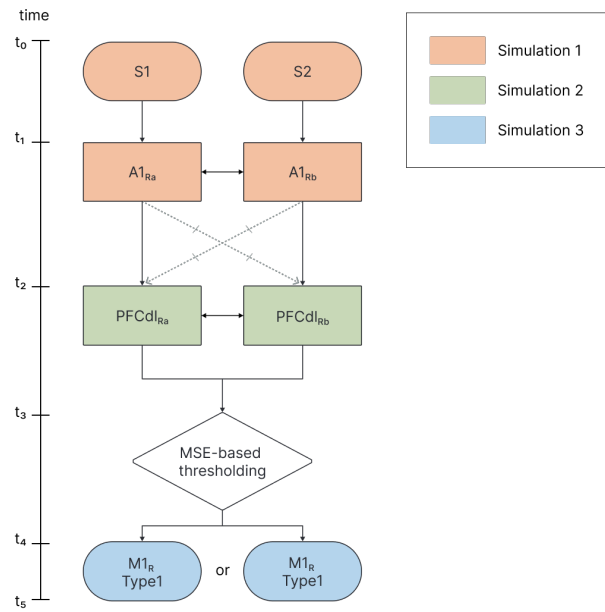 time
t₀
S1
S2
Simulation 1
Simulation 2
Simulation 3
t₁
A1Ra
A1Rb
t₂
PFCdlRa
PFCdlRb
t₃
MSE-based
thresholding
t₄
M1R
Type1
or
M1R
Type1
t₅